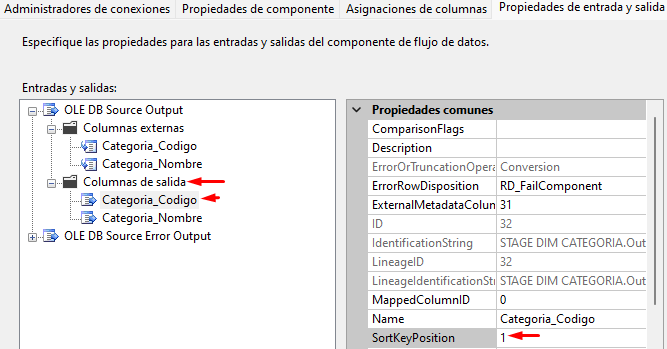 Administradores de conexiones Propiedades de componente Asignaciones de columnas Propiedades de entrada y salida
Especifique las propiedades para las entradas y salidas del componente de flujo de datos.
Entradas y salidas:
OLE DB Source Output
Columnas externas
Categoria_Codigo
Categoria_Nombre
Columnas de salida
Categoria_Codigo
Categoria_Nombre
OLE DB Source Error Output
Propiedades comunes
ComparisonFlags
Description
ErrorOrTruncationOpera Conversion
ErrorRowDisposition RD_FailComponent
ExternalMetadataColum 31
ID 32
IdentificationString STAGE DIM CATEGORIA.Out
LineageID 32
LineageIdentificationStr STAGE DIM CATEGORIA.Out
MappedColumnID 0
Name Categoria_Codigo
SortKeyPosition 1